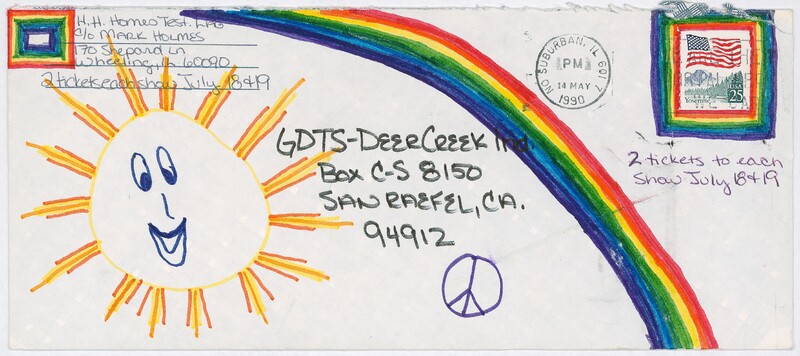 H.H. Homeo Test. Lab
C/o MARK HOLMES
170 Shepard Ln
Wheeling, IL 60090
2 tickets each show July 18 & 19
NO SUBURBAN, IL 601
PM
14 MAY
1990
USA
25
Yosemite
2 tickets to each
Show July 18 & 19
GDTS-DEER CREEK Ind.
Box C-S 8150
SAN RAEFEL, CA.
94912